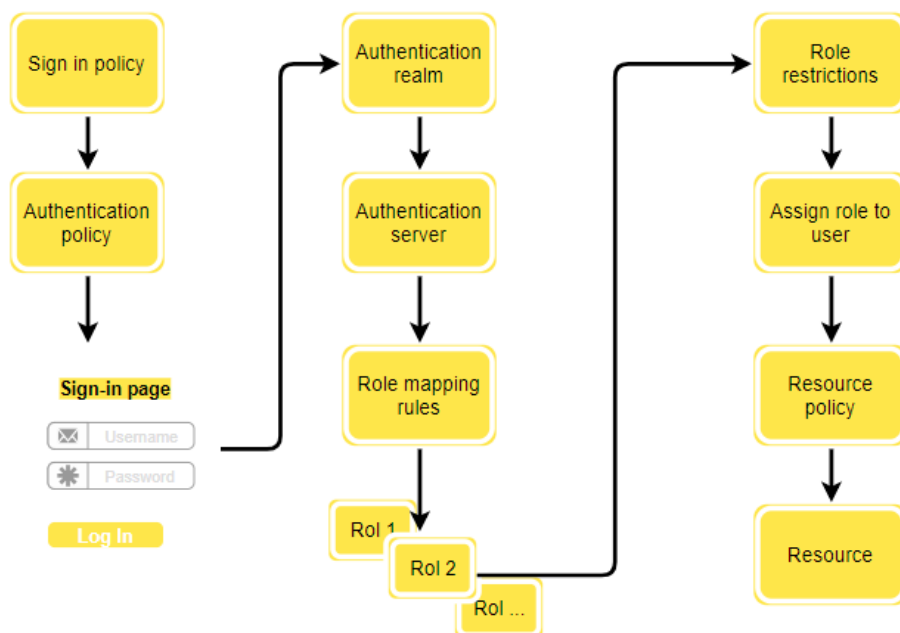 Sign in policy
Authentication
policy
Sign-in page
Username
Password
Log In
Authentication
realm
Authentication
server
Role mapping
rules
Rol 1
Rol 2
Rol ...
Role
restrictions
Assign role to
user
Resource
policy
Resource